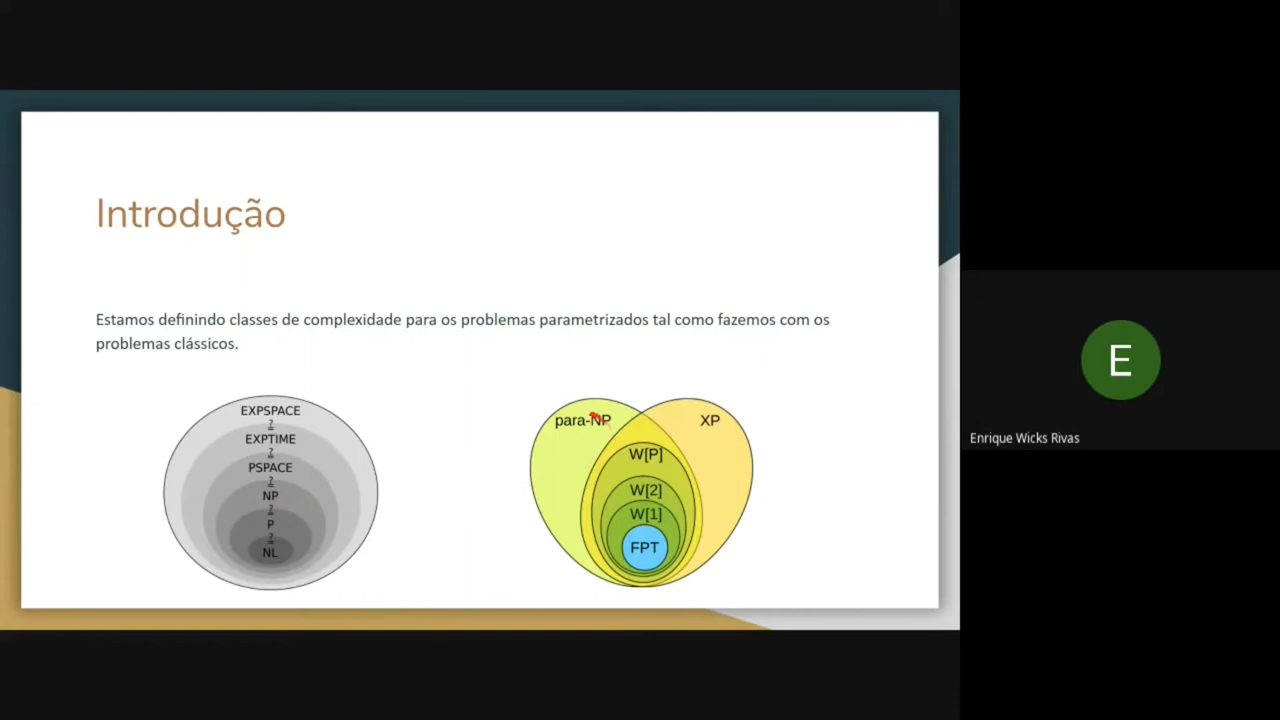 Introdução
Estamos definindo classes de complexidade para os problemas parametrizados tal como fazemos com os
problemas clássicos.
EXPSPACE
?
=
EXPTIME
?
=
PSPACE
?
=
NP
?
=
P
?
=
NL
para-NP
XP
W[P]
W[2]
W[1]
FPT
E
Enrique Wicks Rivas